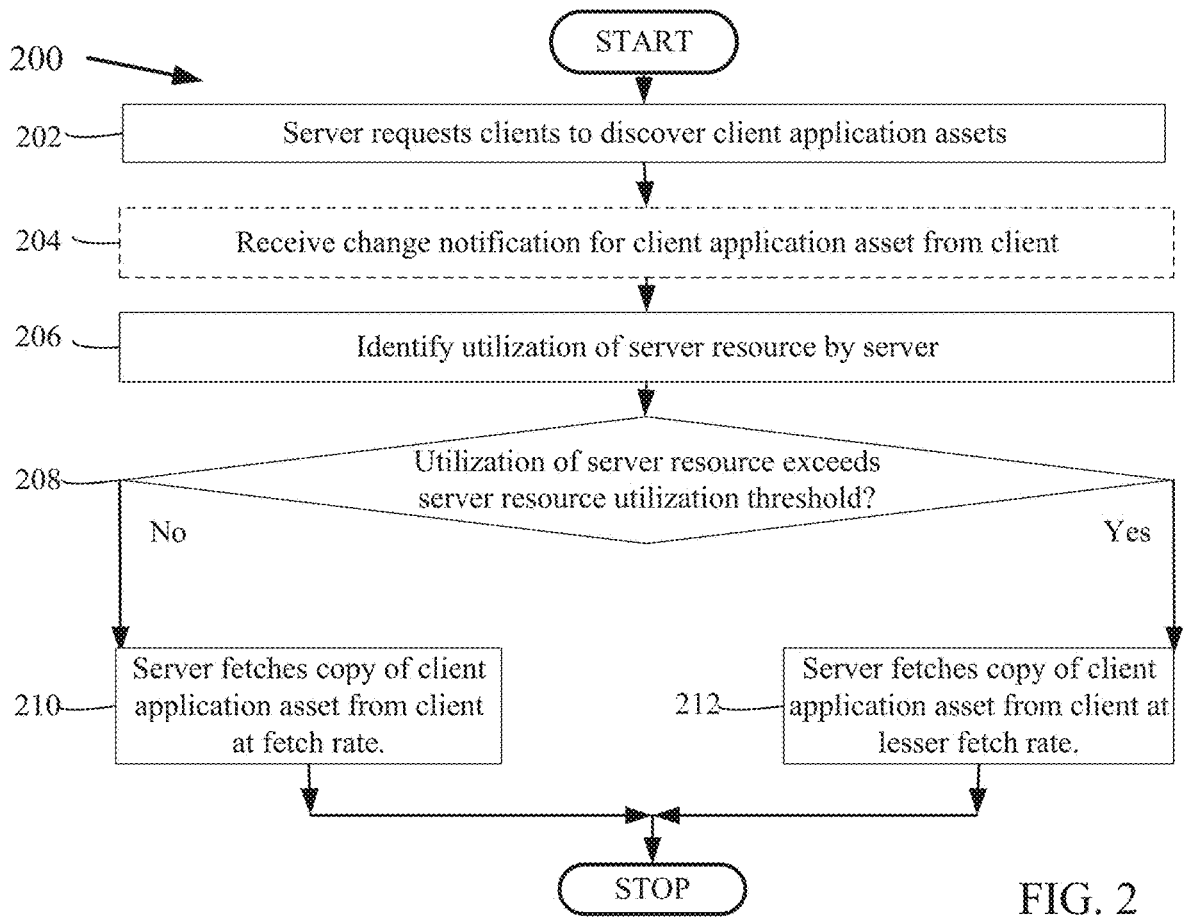 START
200
202
Server requests clients to discover client application assets
204
Receive change notification for client application asset from client
206
Identify utilization of server resource by server
208
Utilization of server resource exceeds
server resource utilization threshold?
No
Yes
210
Server fetches copy of client
application asset from client
at fetch rate.
212
Server fetches copy of client
application asset from client at
lesser fetch rate.
STOP
FIG. 2